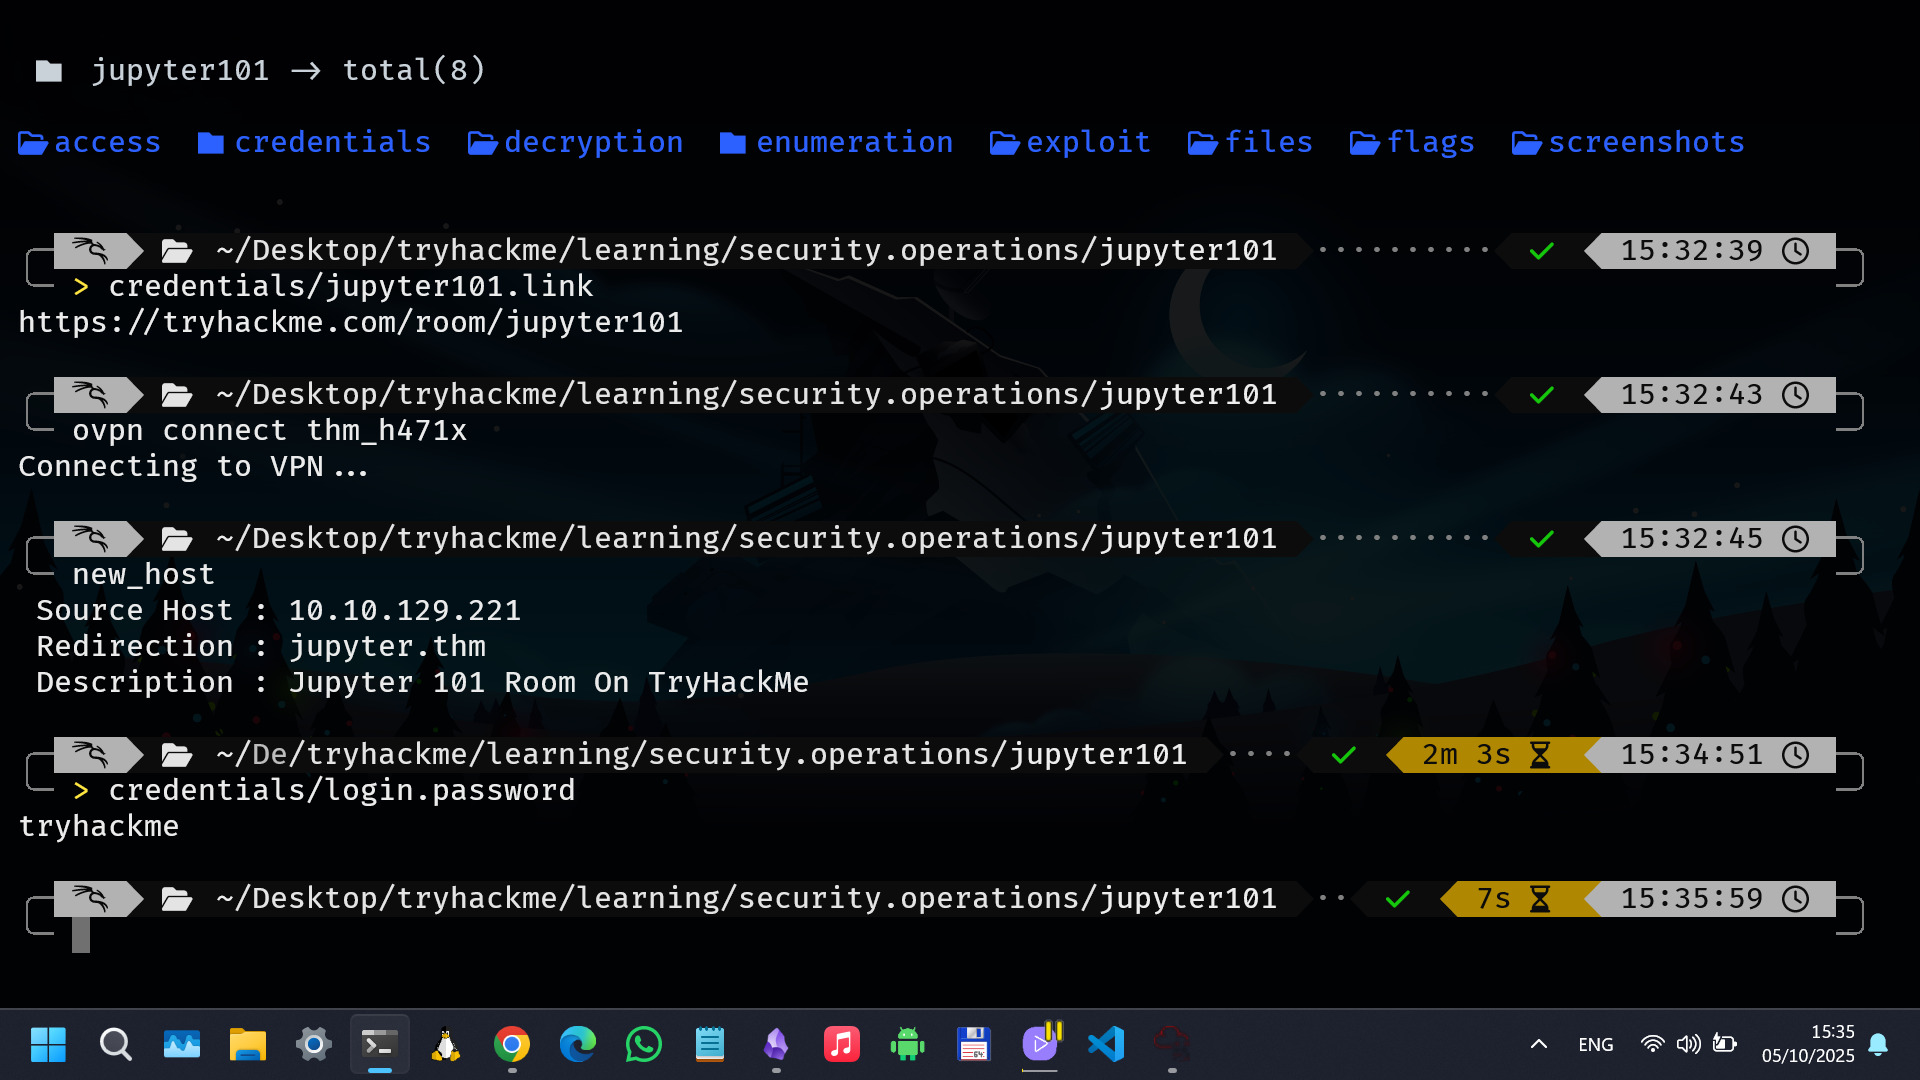 jupyter101 → total(8)
access credentials decryption enumeration exploit files flags screenshots
~/Desktop/tryhackme/learning/security.operations/jupyter101 ·········· ✓ 15:32:39
> credentials/jupyter101.link
https://tryhackme.com/room/jupyter101
~/Desktop/tryhackme/learning/security.operations/jupyter101 ·········· ✓ 15:32:43
ovpn connect thm_h471x
Connecting to VPN...
~/Desktop/tryhackme/learning/security.operations/jupyter101 ·········· ✓ 15:32:45
new_host
Source Host : 10.10.129.221
Redirection : jupyter.thm
Description : Jupyter 101 Room On TryHackMe
~/De/tryhackme/learning/security.operations/jupyter101 ···· ✓ 2m 3s 15:34:51
> credentials/login.password
tryhackme
~/Desktop/tryhackme/learning/security.operations/jupyter101 ·· ✓ 7s 15:35:59
ENG 15:35
05/10/2025